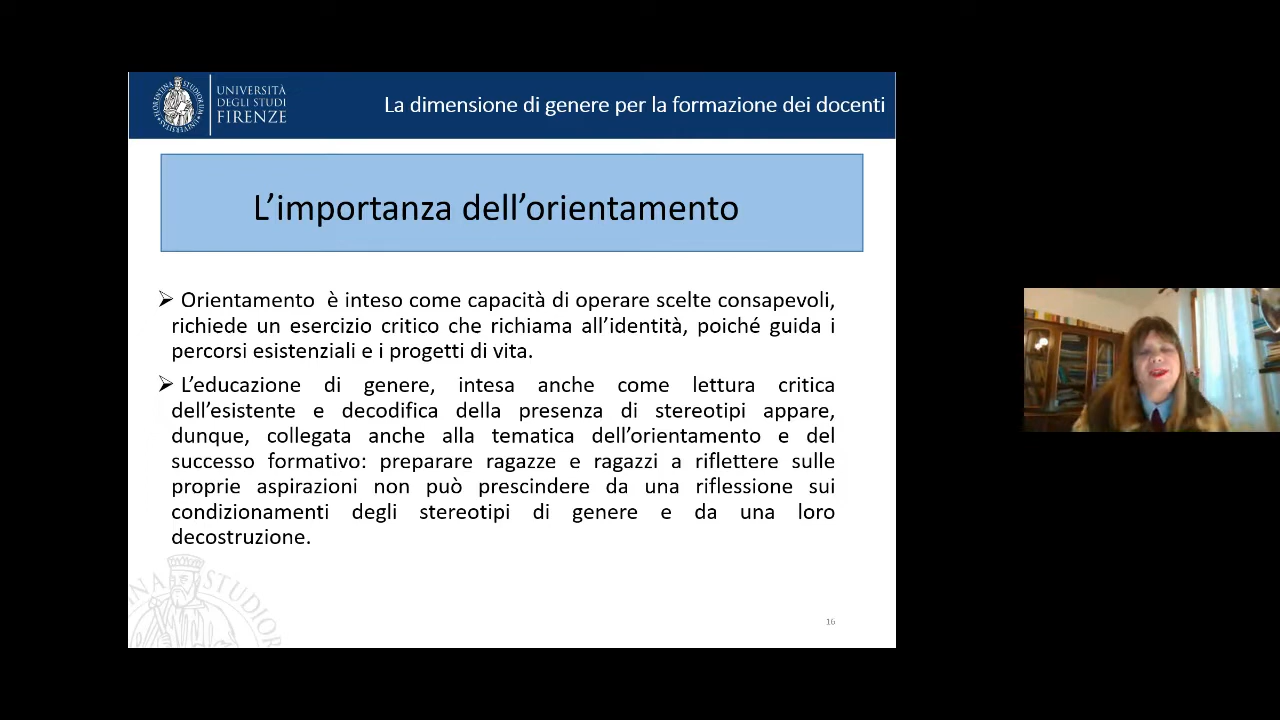 UNIVERSITÀ
DEGLI STUDI
FIRENZE
La dimensione di genere per la formazione dei docenti
L'importanza dell'orientamento
Orientamento è inteso come capacità di operare scelte consapevoli,
richiede un esercizio critico che richiama all'identità, poiché guida i
percorsi esistenziali e i progetti di vita.
L'educazione di genere, intesa anche come lettura critica
dell'esistente e decodifica della presenza di stereotipi appare,
dunque, collegata anche alla tematica dell'orientamento e del
successo formativo: preparare ragazze e ragazzi a riflettere sulle
proprie aspirazioni non può prescindere da una riflessione sui
condizionamenti degli stereotipi di genere e da una loro
decostruzione.
16